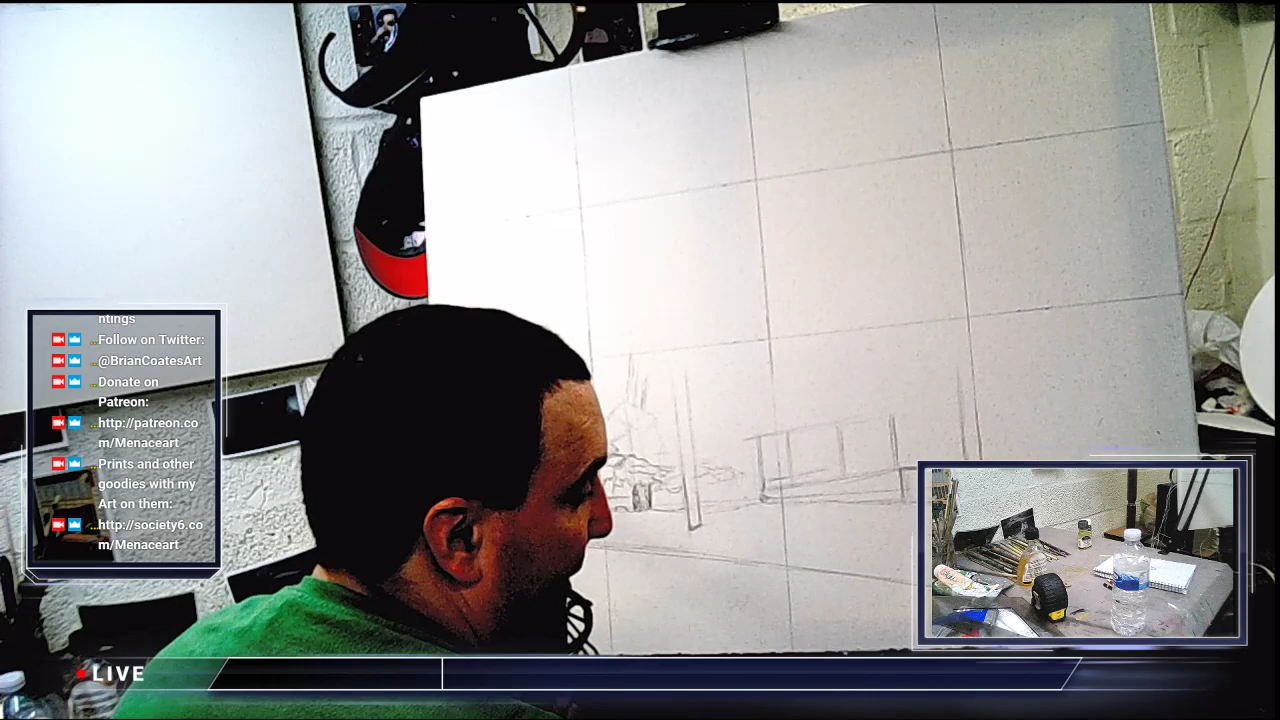 ntings
..Follow on Twitter:
..@BrianCoatesArt
..Donate on
Patreon:
..http://patreon.co
m/Menaceart
..Prints and other
goodies with my
Art on them:
..http://society6.co
m/Menaceart
LIVE